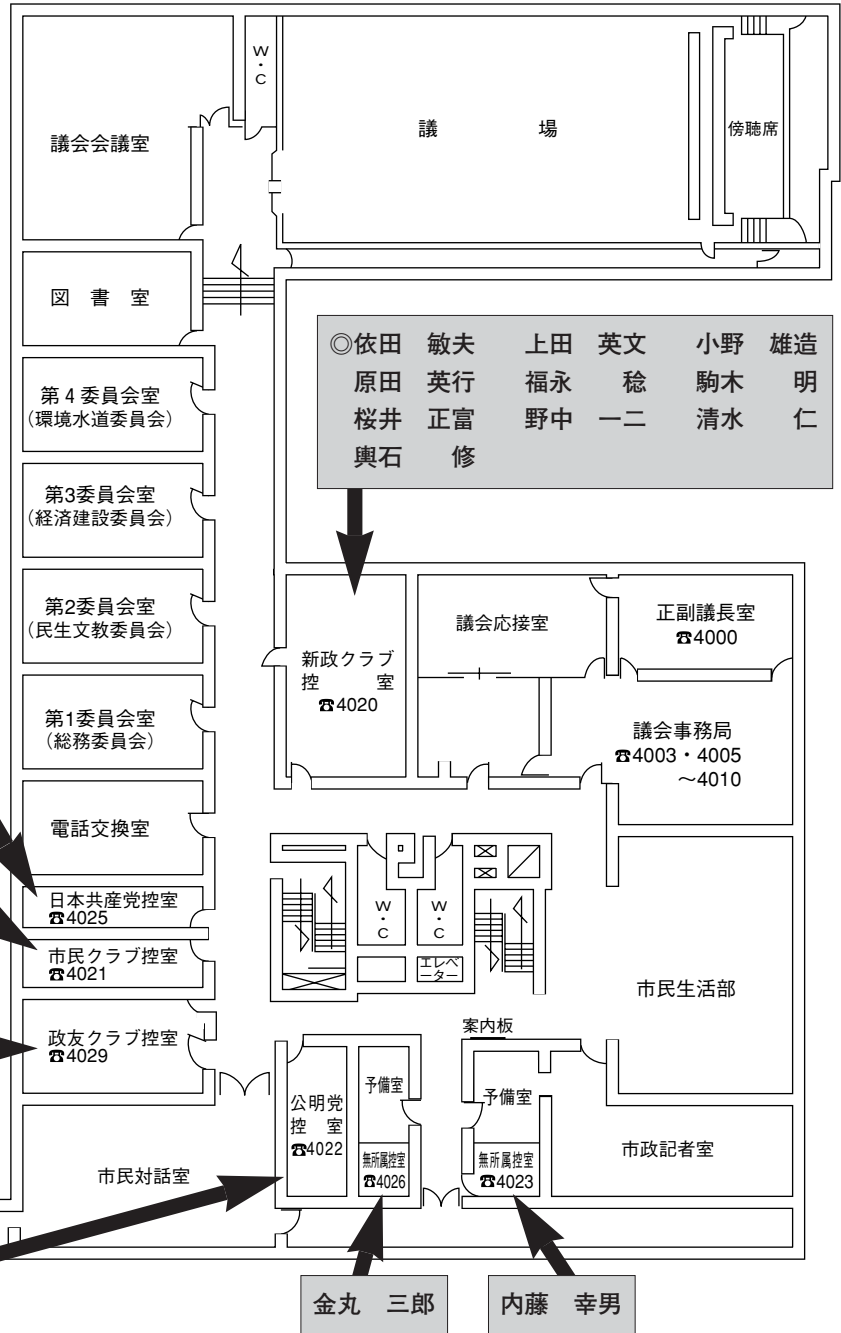 W・C
議会会議室
議　　場
傍聴席
図　書　室
◎依田　敏夫　　上田　英文　　小野　雄造
原田　英行　　福永　　稔　　駒木　　明
桜井　正富　　野中　一二　　清水　　仁
輿石　　修
第4委員会室
（環境水道委員会）
第3委員会室
（経済建設委員会）
第2委員会室
（民生文教委員会）
第1委員会室
（総務委員会）
電話交換室
日本共産党控室
☎4025
市民クラブ控室
☎4021
政友クラブ控室
☎4029
市民対話室
新政クラブ
控　　室
☎4020
議会応接室
正副議長室
☎4000
議会事務局
☎4003・4005
～4010
W・C
W・C
エレベ
ーター
市民生活部
案内板
公明党
控　室
☎4022
予備室
無所属控室
☎4026
予備室
無所属控室
☎4023
市政記者室
金丸　三郎
内藤　幸男